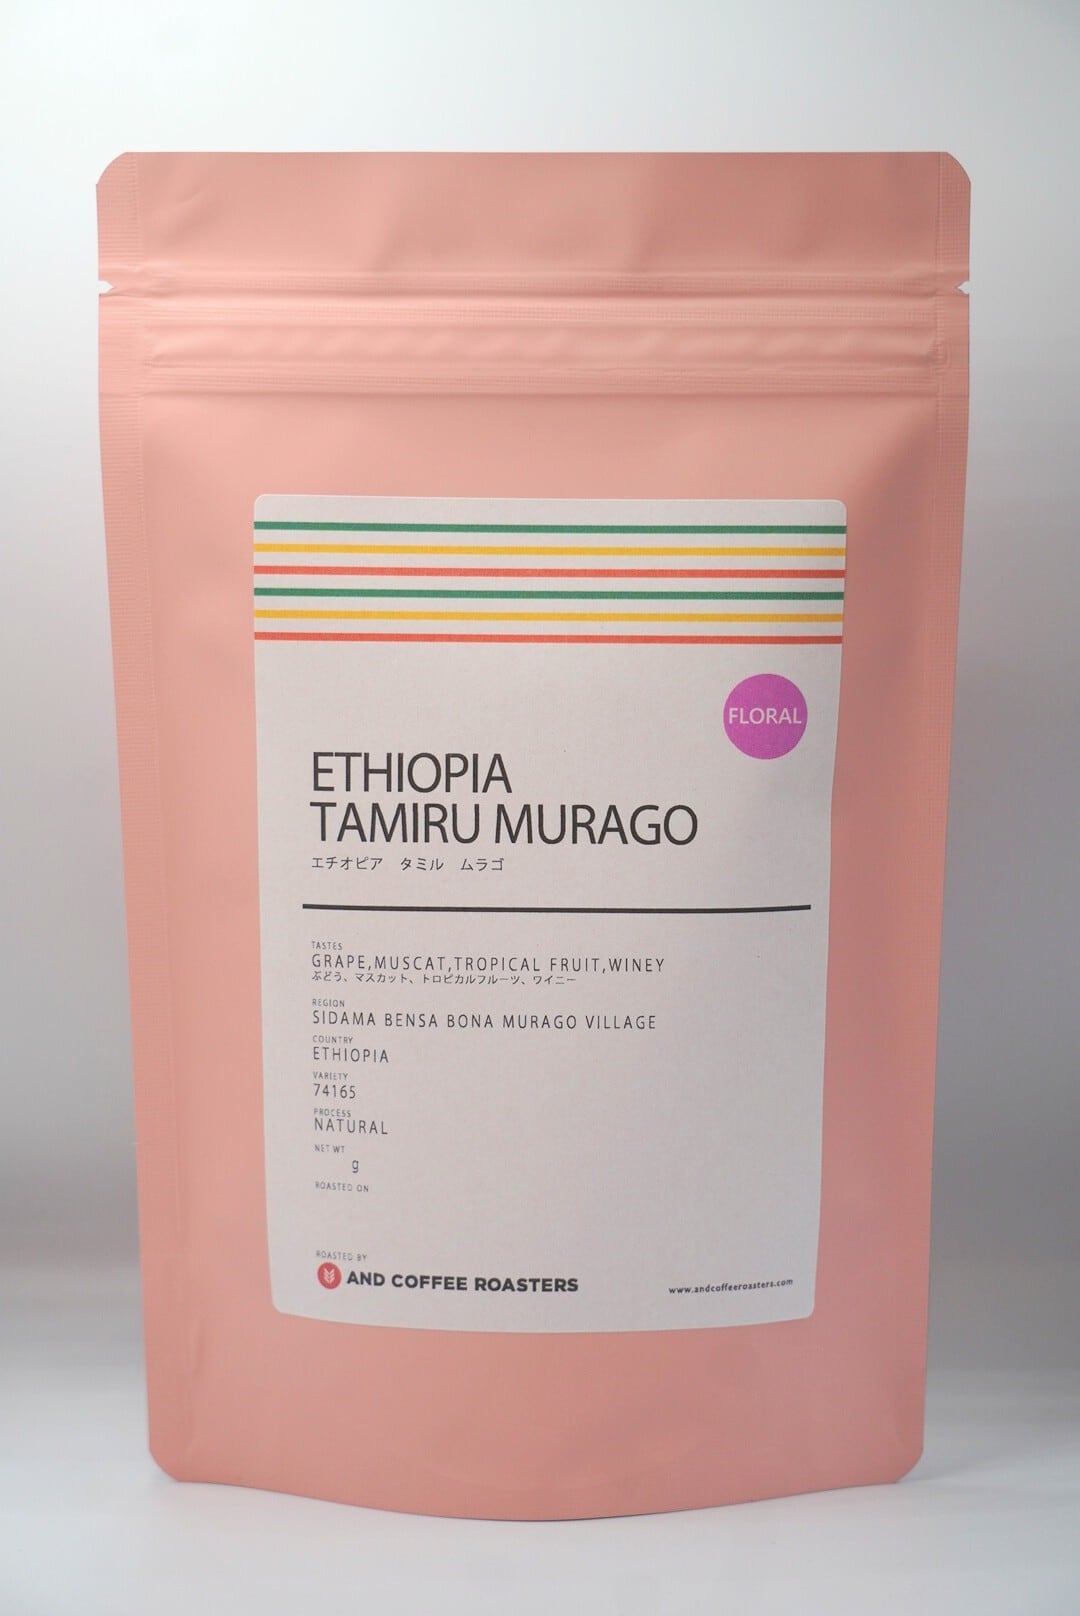 FLORAL
ETHIOPIA
TAMIRU MURAGO
エチオピア　タミル　ムラゴ
TASTES
GRAPE,MUSCAT,TROPICAL FRUIT,WINEY
ぶどう、マスカット、トロピカルフルーツ、ワイニー
REGION
SIDAMA BENSA BONA MURAGO VILLAGE
COUNTRY
ETHIOPIA
VARIETY
74165
PROCESS
NATURAL
NET WT
g
ROASTED ON
ROASTED BY
AND COFFEE ROASTERS
www.andcoffeeroasters.com